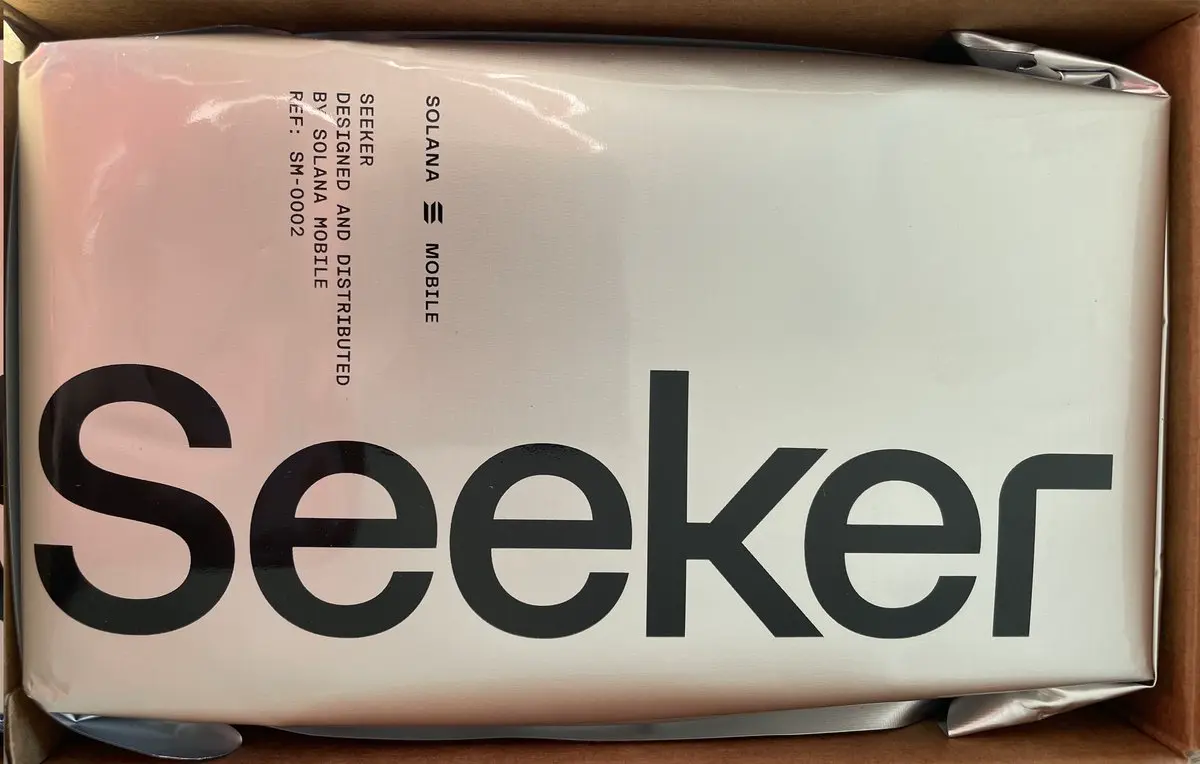 SOLANA MOBILE
SEEKER
DESIGNED AND DISTRIBUTED
BY SOLANA MOBILE
REF: SM-0002
Seeker